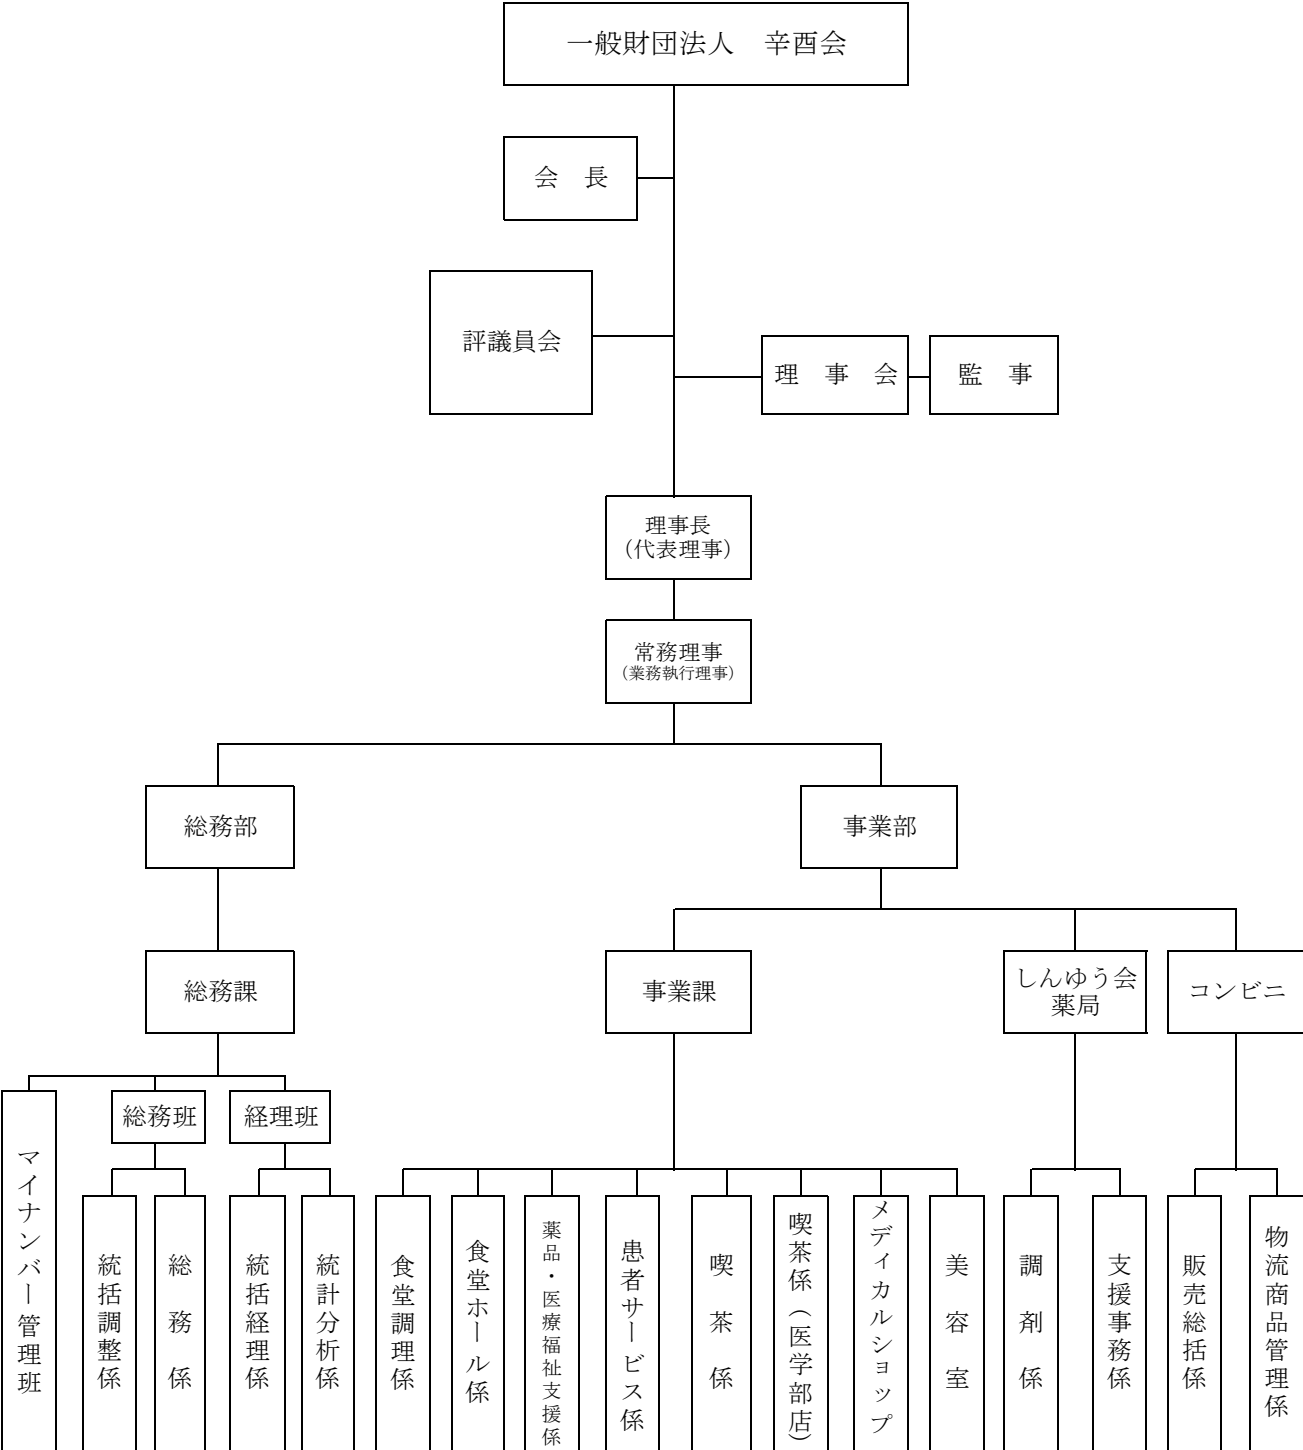 一般財団法人　辛酉会
会　長
評議員会
理　事　会
監　事
理事長
（代表理事）
常務理事
（業務執行理事）
総務部
事業部
総務課
事業課
しんゆう会
薬局
コンビニ
総務班
経理班
マイナンバー管理班
統括調整係
総　務　係
統括経理係
統計分析係
食堂調理係
食堂ホール係
薬品・医療福祉支援係
患者サービス係
喫　茶　係
喫茶係（医学部店）
メディカルショップ
美　容　室
調　剤　係
支援事務係
販売総括係
物流商品管理係